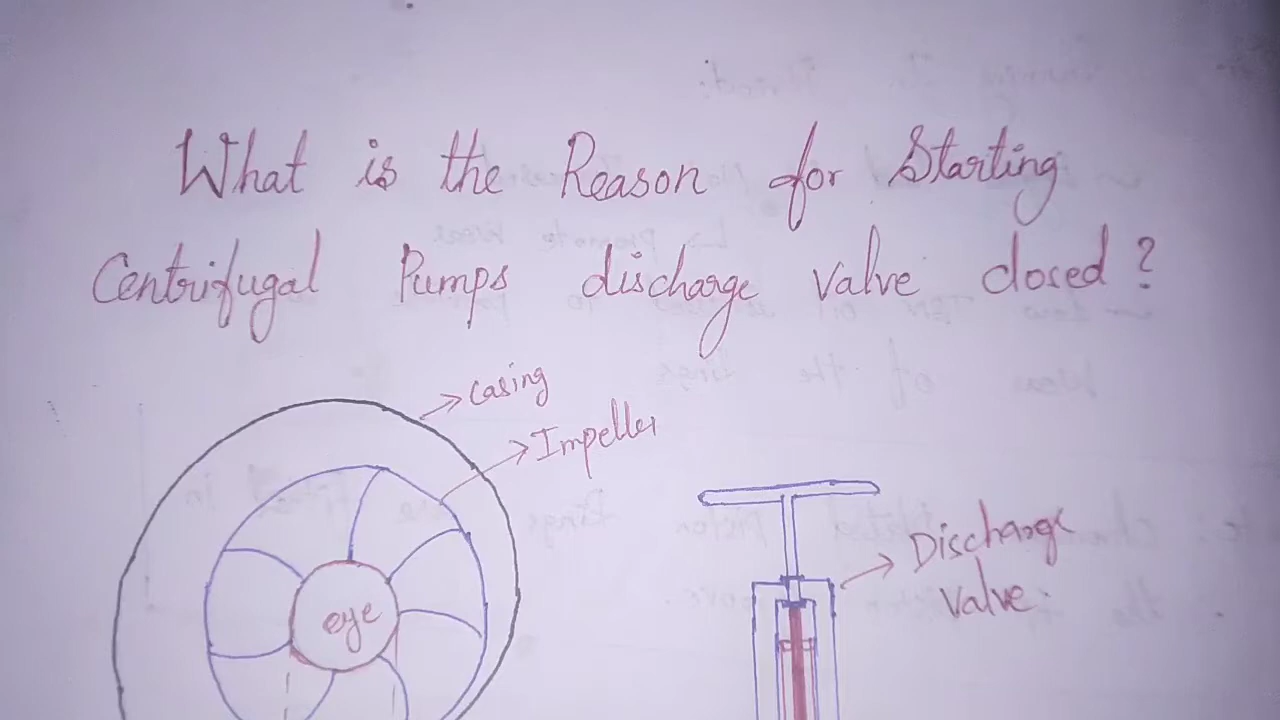 What is the Reason for Starting
Centrifugal Pumps discharge valve closed?
Casing
Impeller
eye
Discharge
valve.